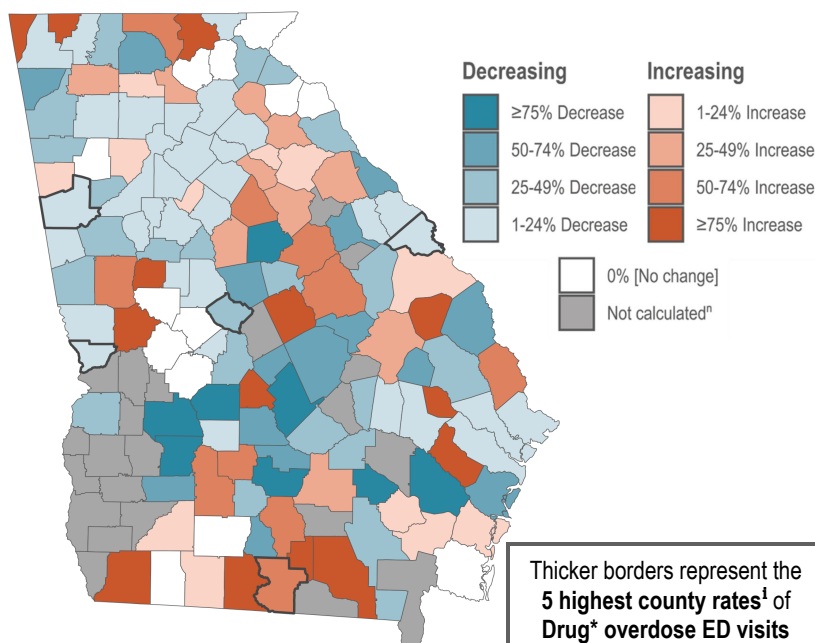 Decreasing
≥75% Decrease
50-74% Decrease
25-49% Decrease
1-24% Decrease
Increasing
1-24% Increase
25-49% Increase
50-74% Increase
≥75% Increase
0% [No change]
Not calculatedⁿ
Thicker borders represent the
5 highest county rates¹ of
Drug* overdose ED visits